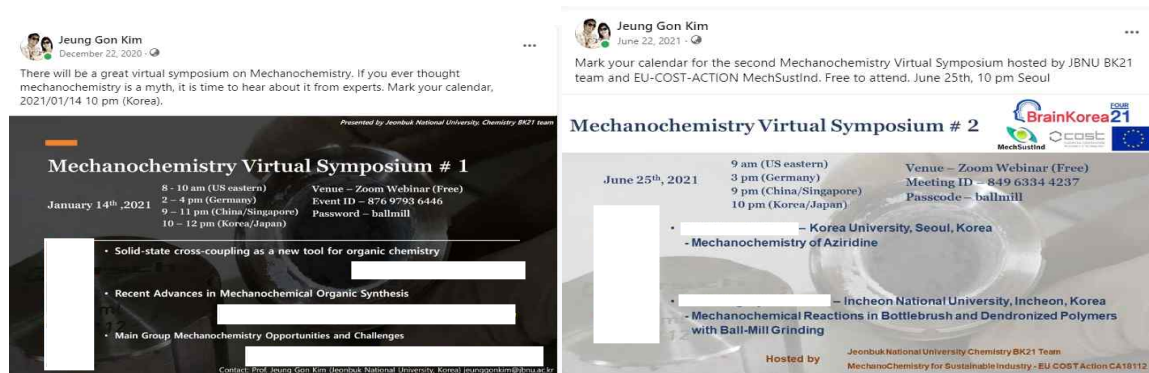 Jeung Gon Kim
December 22, 2020 ·
There will be a great virtual symposium on Mechanochemistry. If you ever thought
mechanochemistry is a myth, it is time to hear about it from experts. Mark your calendar,
2021/01/14 10 pm (Korea).
Presented by Jeonbuk National University, Chemistry BK21 team
Mechanochemistry Virtual Symposium # 1
January 14th ,2021
8 - 10 am (US eastern)
2 – 4 pm (Germany)
9 – 11 pm (China/Singapore)
10 – 12 pm (Korea/Japan)
Venue – Zoom Webinar (Free)
Event ID – 876 9793 6446
Password – ballmill
• Solid-state cross-coupling as a new tool for organic chemistry
• Recent Advances in Mechanochemical Organic Synthesis
• Main Group Mechanochemistry Opportunities and Challenges
Contact: Prof. Jeung Gon Kim (Jeonbuk National University, Korea) jeunggonkim@jbnu.ac.kr
Jeung Gon Kim
June 22, 2021 ·
Mark your calendar for the second Mechanochemistry Virtual Symposium hosted by JBNU BK21
team and EU-COST-ACTION MechSustInd. Free to attend. June 25th, 10 pm Seoul
Mechanochemistry Virtual Symposium # 2
FOUR
BrainKorea21
MechSustInd
cost
June 25th, 2021
9 am (US eastern)
3 pm (Germany)
9 pm (China/Singapore)
10 pm (Korea/Japan)
Venue – Zoom Webinar (Free)
Meeting ID – 849 6334 4237
Passcode – ballmill
• – Korea University, Seoul, Korea
- Mechanochemistry of Aziridine
• – Incheon National University, Incheon, Korea
- Mechanochemical Reactions in Bottlebrush and Dendronized Polymers
with Ball-Mill Grinding
Hosted by
Jeonbuk National University Chemistry BK21 Team
MechanoChemistry for Sustainable Industry - EU COST Action CA18112